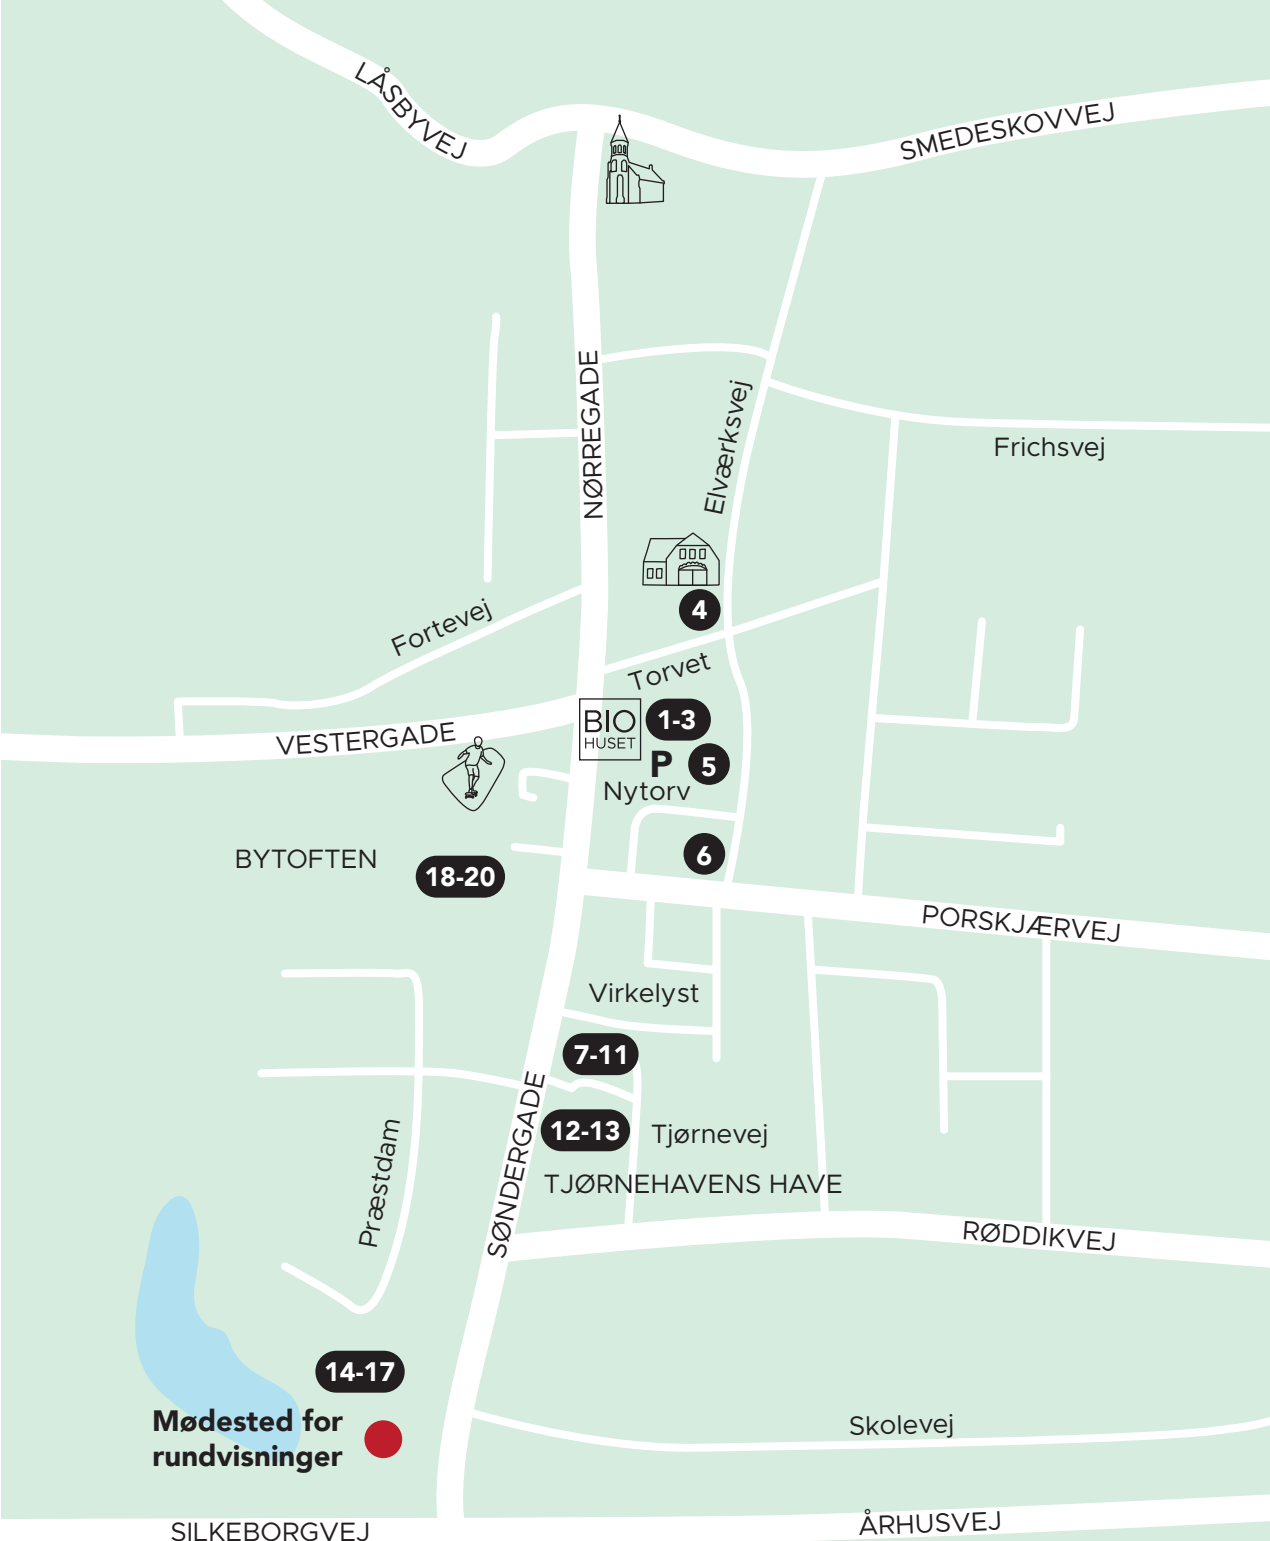 LÅSBYVEJ
SMEDESKOVVEJ
NØRREGADE
Elværksvej
Frichsvej
4
Fortevej
Torvet
BIO
HUSET
1-3
VESTERGADE
P
5
Nytorv
6
BYTOFTEN
18-20
PORSKJÆRVEJ
Virkelyst
7-11
SØNDERGADE
12-13
Tjørnevej
Præstdam
TJØRNEHAVENS HAVE
RØDDIKVEJ
14-17
Mødested for
rundvisninger
Skolevej
SILKEBORGVEJ
ÅRHUSVEJ